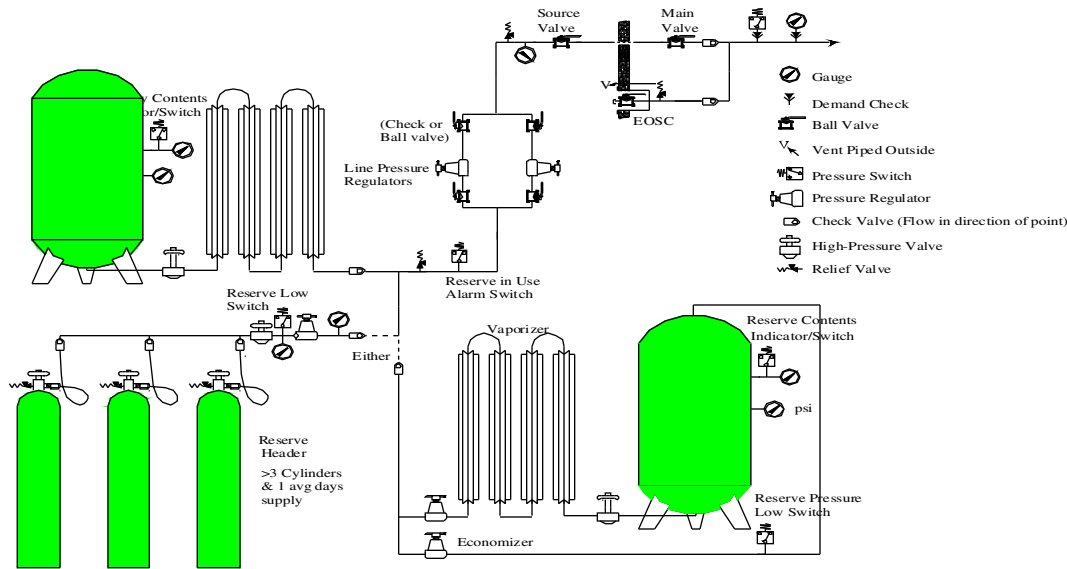 Source
Valve
Main
Valve
Contents
/Switch
(Check or
Ball valve)
Line Pressure
Regulators
V
EOSC
Gauge
Demand Check
Ball Valve
V
Vent Piped Outside
Pressure Switch
Pressure Regulator
Check Valve (Flow in direction of point)
High-Pressure Valve
Relief Valve
Reserve in Use
Alarm Switch
Reserve Low
Switch
Either
Vaporizer
Reserve Contents
Indicator/Switch
psi
Reserve
Header
>3 Cylinders
& 1 avg days
supply
Reserve Pressure
Low Switch
Economizer